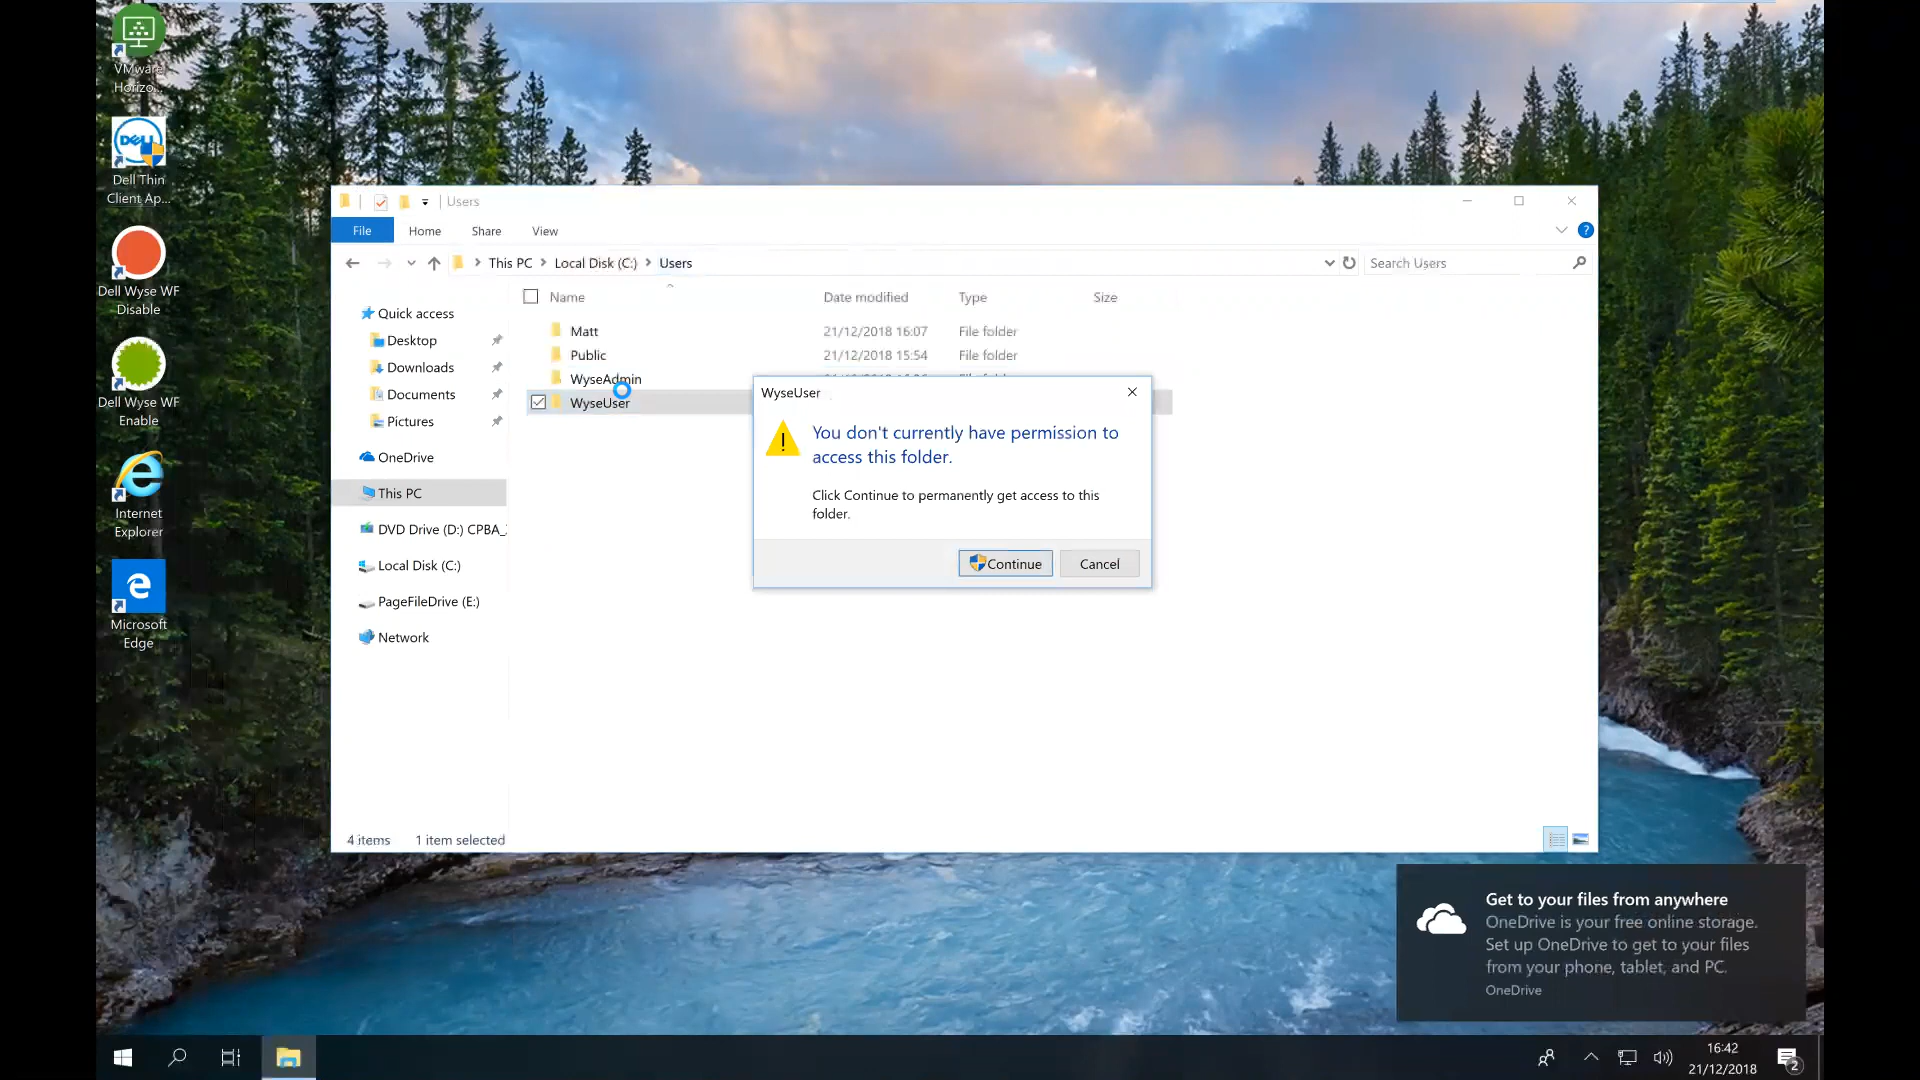 VMware
Horizo...
Dell Thin
Client Ap...
Dell Wyse WF
Disable
Dell Wyse WF
Enable
Internet
Explorer
Microsoft
Edge
Users
File
Home
Share
View
This PC
Local Disk (C:)
Users
Search Users
Name
Date modified
Type
Size
Matt
21/12/2018 16:07
File folder
Public
21/12/2018 15:54
File folder
WyseAdmin
WyseUser
Quick access
Desktop
Downloads
Documents
Pictures
OneDrive
This PC
DVD Drive (D:) CPBA_
Local Disk (C:)
PageFileDrive (E:)
Network
4 items
1 item selected
WyseUser
You don't currently have permission to
access this folder.
Click Continue to permanently get access to this
folder.
Continue
Cancel
Get to your files from anywhere
OneDrive is your free online storage.
Set up OneDrive to get to your files
from your phone, tablet, and PC.
OneDrive
16:42
21/12/2018
2